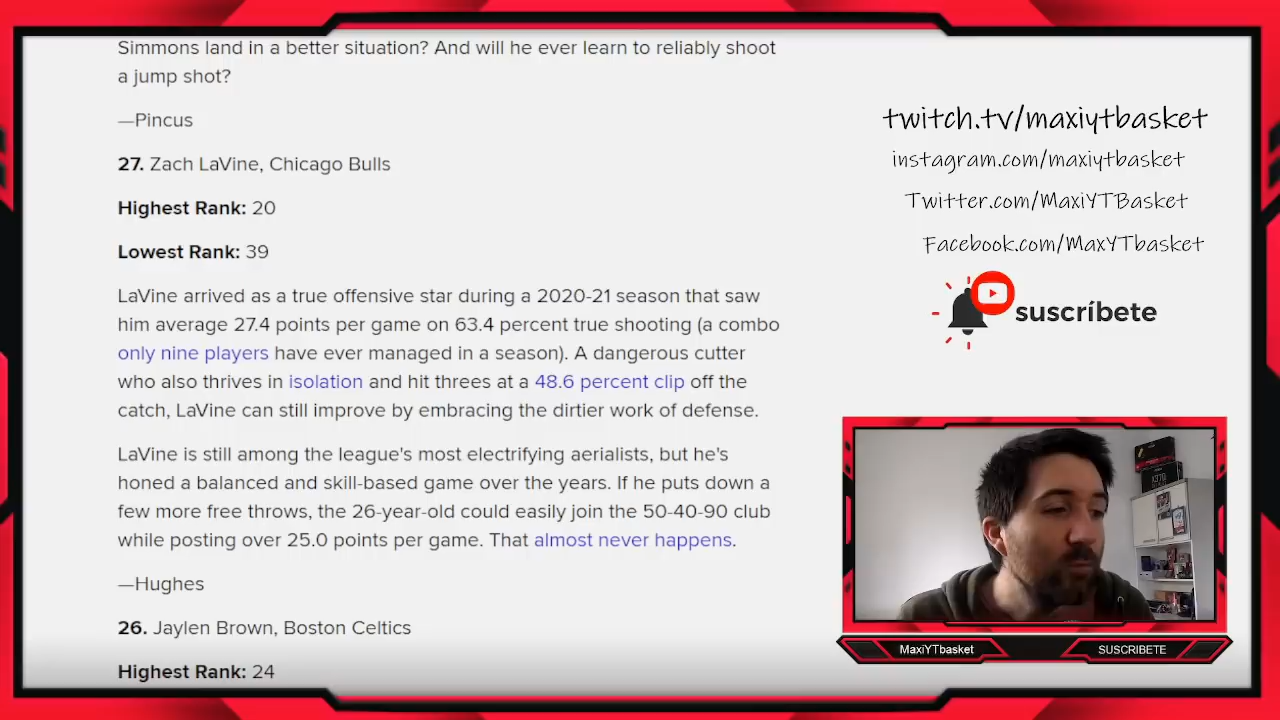 Simmons land in a better situation? And will he ever learn to reliably shoot
a jump shot?
—Pincus
27. Zach LaVine, Chicago Bulls
Highest Rank: 20
Lowest Rank: 39
LaVine arrived as a true offensive star during a 2020-21 season that saw
him average 27.4 points per game on 63.4 percent true shooting (a combo
only nine players have ever managed in a season). A dangerous cutter
who also thrives in isolation and hit threes at a 48.6 percent clip off the
catch, LaVine can still improve by embracing the dirtier work of defense.
LaVine is still among the league's most electrifying aerialists, but he's
honed a balanced and skill-based game over the years. If he puts down a
few more free throws, the 26-year-old could easily join the 50-40-90 club
while posting over 25.0 points per game. That almost never happens.
—Hughes
26. Jaylen Brown, Boston Celtics
Highest Rank: 24
twitch.tv/maxiytbasket
instagram.com/maxiytbasket
Twitter.com/MaxiYTBasket
Facebook.com/MaxYTbasket
suscríbete
MaxiYTbasket
SUSCRIBETE